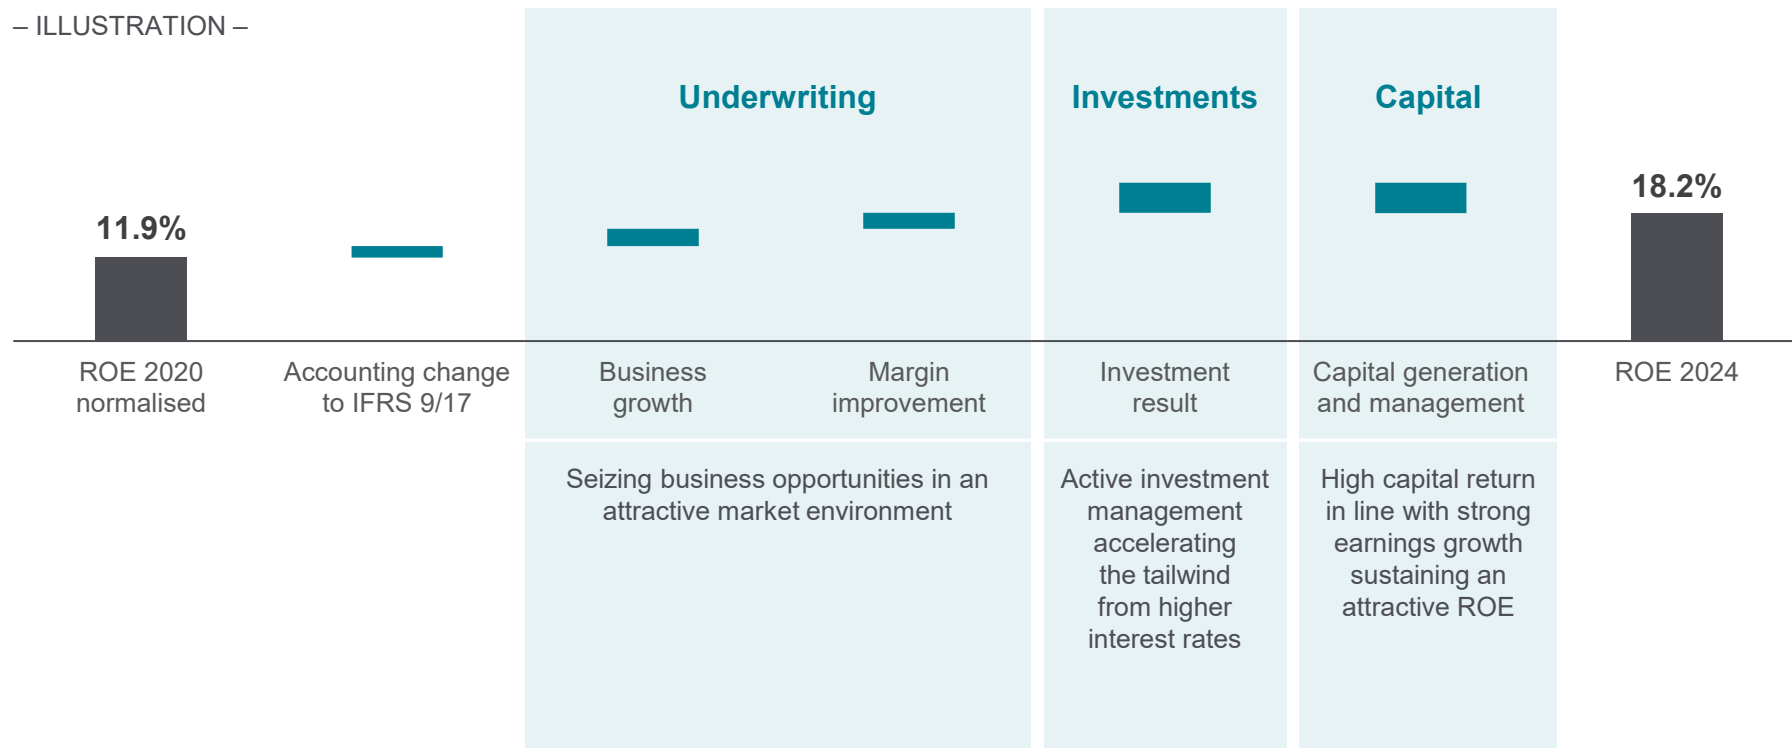 – ILLUSTRATION –
Underwriting
Investments
Capital
11.9%
18.2%
ROE 2020
normalised
Accounting change
to IFRS 9/17
Business
growth
Margin
improvement
Investment
result
Capital generation
and management
ROE 2024
Seizing business opportunities in an
attractive market environment
Active investment
management
accelerating
the tailwind
from higher
interest rates
High capital return
in line with strong
earnings growth
sustaining an
attractive ROE